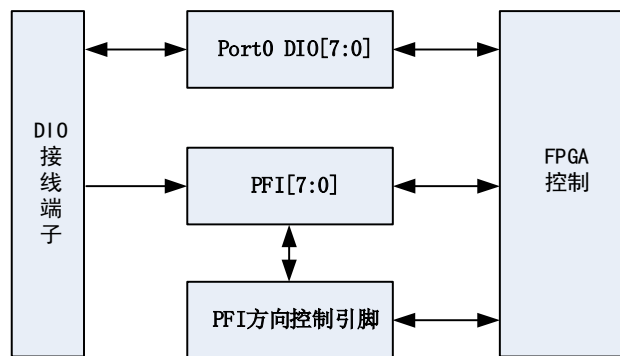 Port0 DIO[7:0]
DIO
接
线
端
子
FPGA
控制
PFI[7:0]
PFI方向控制引脚